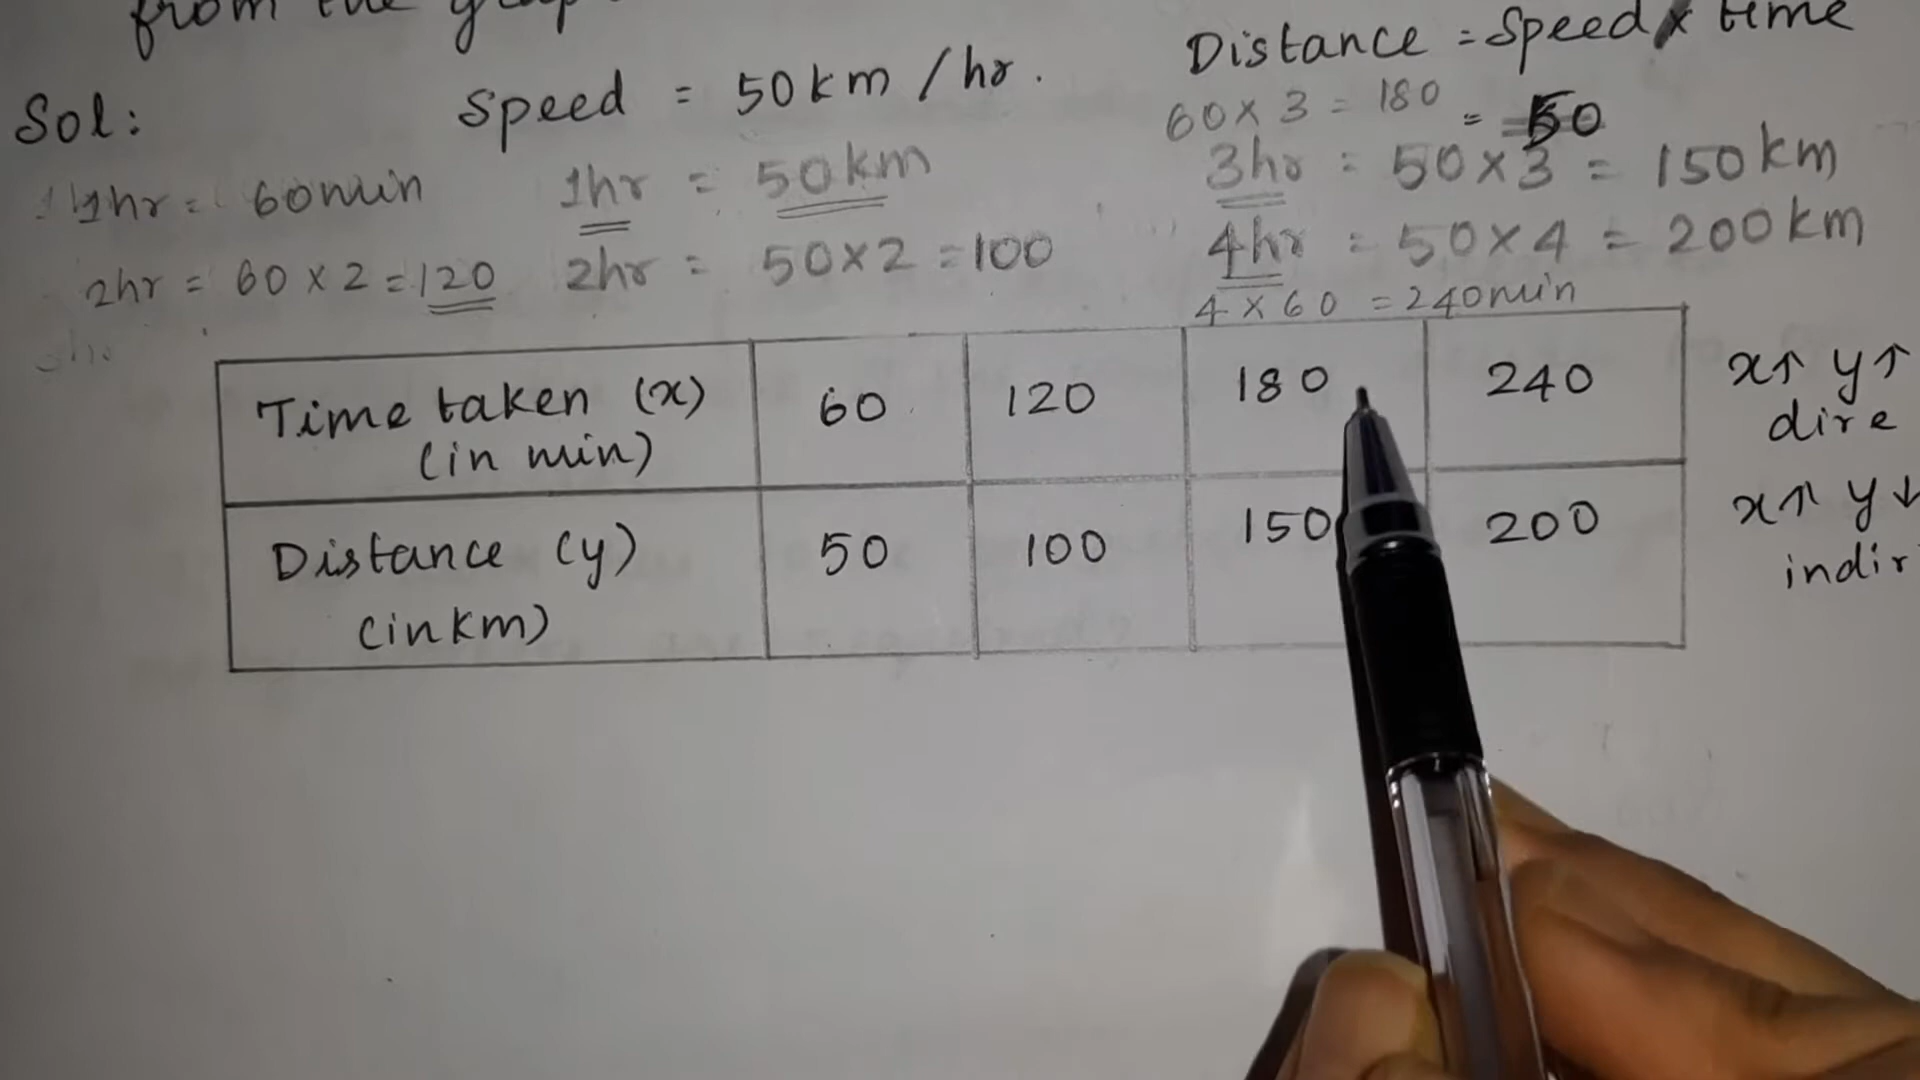 from the
Distance = Speed x time
Sol: Speed = 50km/hr.
60 x 3 = 180 = 50
1hr = 60min 1hr = 50km 3hr = 50x3 = 150km
2hr = 60 x 2 = 120 2hr = 50x2 = 100 4hr = 50x4 = 200km
4 x 60 = 240min
Time taken (x) (in min) 60 120 180 240
x↑ y↑
dire
Distance (y) (in km) 50 100 150 200
x↑ y↓
indir